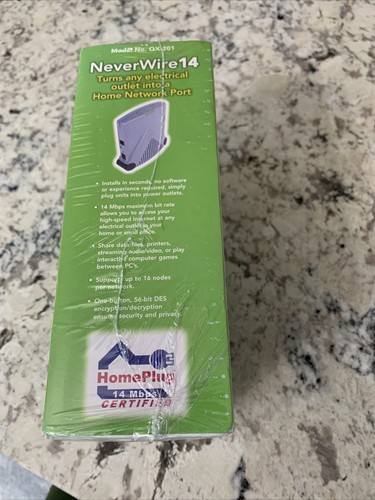 Model No. QX-201
NeverWire14
Turns any electrical
outlet into a
Home Network Port
• Installs in seconds, no software
or experience required, simply
plug units into power outlets.
• 14 Mbps maximum bit rate
allows you to access your
high-speed Internet at any
electrical outlet in your
home or small office.
• Share data files, printers,
streaming audio/video, or play
interactive computer games
between PC's.
• Supports up to 16 nodes
per network.
• One-button, 56-bit DES
encryption/decryption
ensures security and privacy.
HomePlug
14 Mbps
CERTIFIED